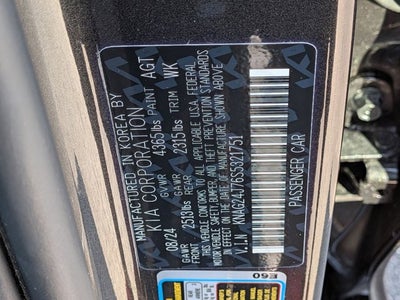 MANUFACTURED IN KOREA BY
KIA CORPORATION
08/24 GVWR 4365lbs PAINT AGT
GAWR FRONT 2513lbs GAWR REAR 2315lbs TRIM WK
THIS VEHICLE CONFORMS TO ALL APPLICABLE U.S.A. FEDERAL
MOTOR VEHICLE SAFETY, BUMPER AND THEFT PREVENTION STANDARDS
IN EFFECT ON THE DATE OF MANUFACTURE SHOWN ABOVE
V.I.N: KNAG24J76S5321751
PASSENGER CAR
E60